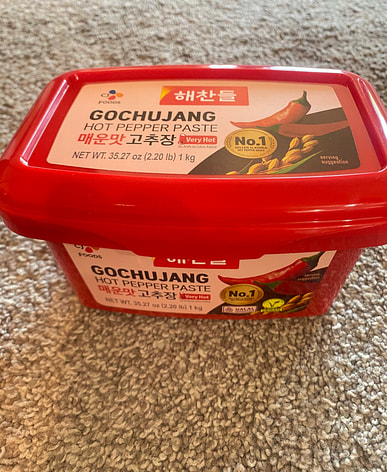 CJ
FOODS
해찬들
GOCHUJANG
HOT PEPPER PASTE
매운맛 고추장 Very Hot
NET WT. 35.27 oz (2.20 lb) 1 kg
No.1
serving
suggestion
CJ
FOODS
해찬들
GOCHUJANG
HOT PEPPER PASTE
매운맛 고추장 Very Hot
NET WT. 35.27 oz (2.20 lb) 1 kg
No.1
HALAL